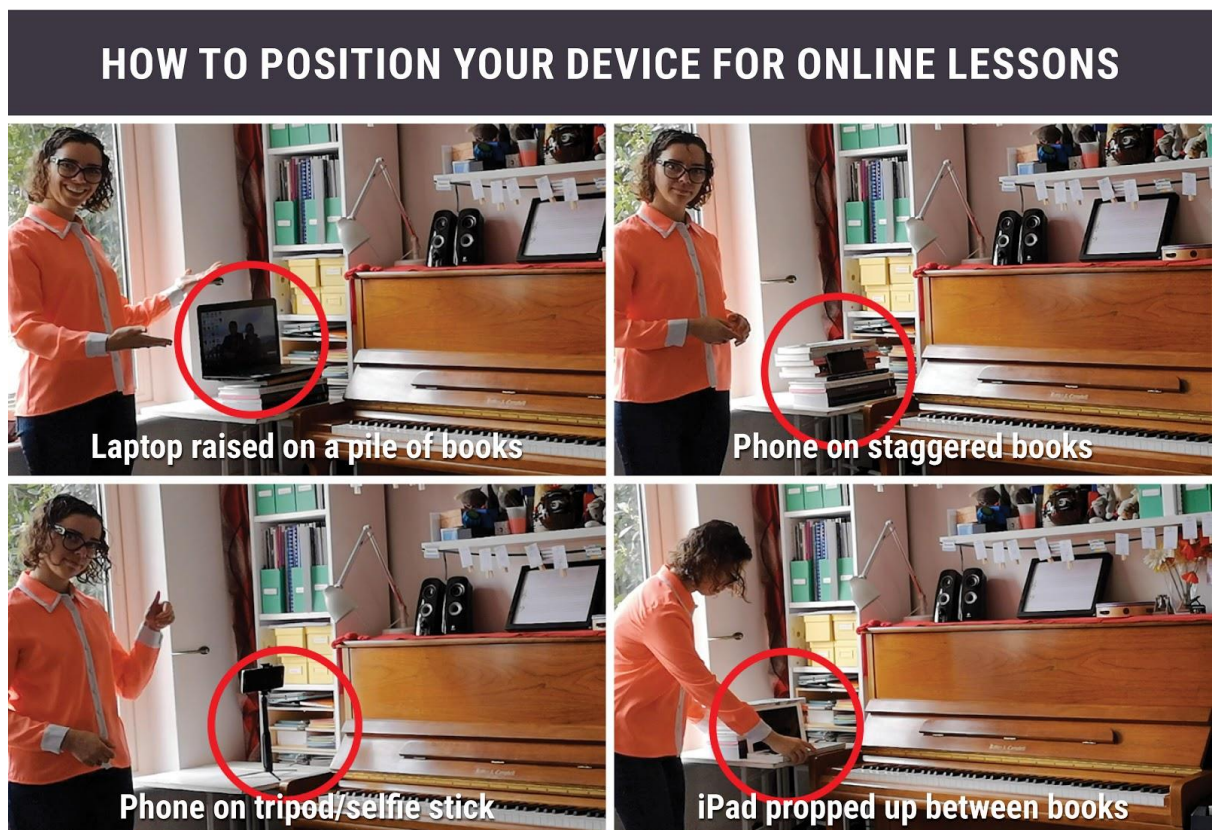 HOW TO POSITION YOUR DEVICE FOR ONLINE LESSONS
Laptop raised on a pile of books
Phone on staggered books
Phone on tripod/selfie stick
iPad propped up between books